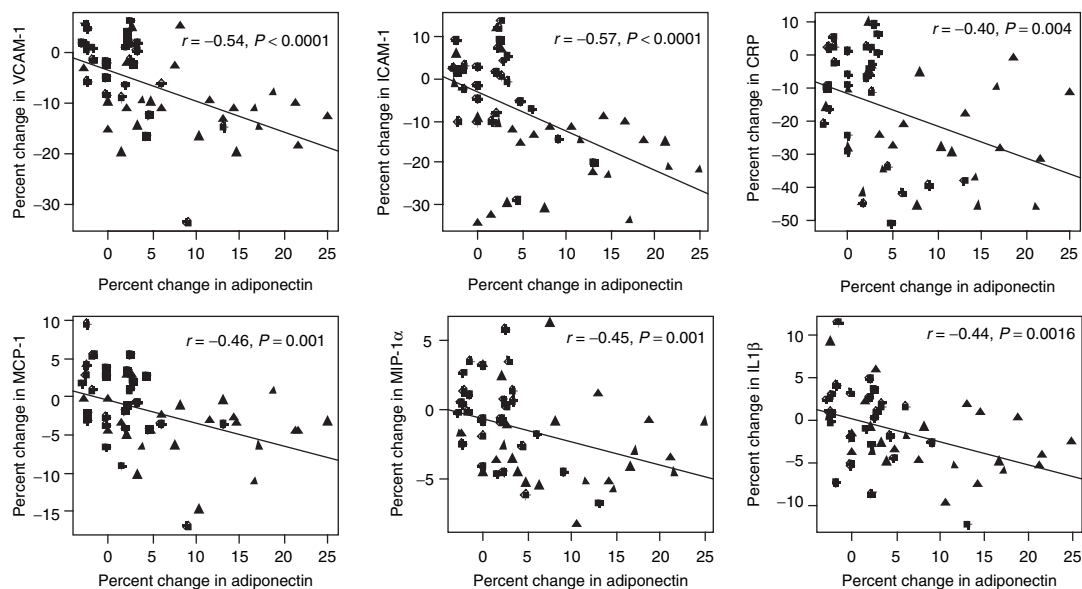 Percent change in VCAM-1
10
0
−10
−20
−30
r = −0.54, P < 0.0001
0 5 10 15 20 25
Percent change in adiponectin
Percent change in ICAM-1
10
0
−10
−20
−30
r = −0.57, P < 0.0001
0 5 10 15 20 25
Percent change in adiponectin
Percent change in CRP
10
0
−10
−20
−30
−40
−50
r = −0.40, P = 0.004
0 5 10 15 20 25
Percent change in adiponectin
Percent change in MCP-1
10
5
0
−5
−10
−15
r = −0.46, P = 0.001
0 5 10 15 20 25
Percent change in adiponectin
Percent change in MIP-1α
5
0
−5
r = −0.45, P = 0.001
0 5 10 15 20 25
Percent change in adiponectin
Percent change in IL1β
10
5
0
−5
−10
r = −0.44, P = 0.0016
0 5 10 15 20 25
Percent change in adiponectin